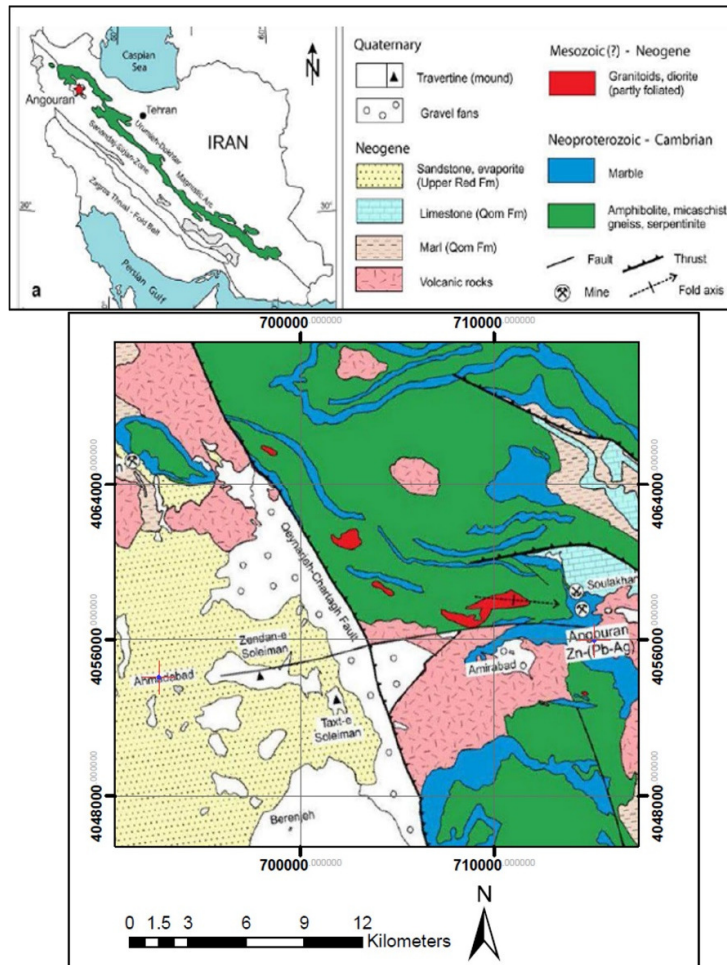 60
Caspian
Sea
N
Angouran
Tehran
Urumieh-Dokhtar
Magmatic Arc
Sanandaj-Sirjan-Zone
Zagros Thrust - Fold Belt
IRAN
30°
Persian Gulf
a
Quaternary
Travertine (mound)
Gravel fans
Neogene
Sandstone, evaporite
(Upper Red Fm)
Limestone (Qom Fm)
Marl (Qom Fm)
Volcanic rocks
Mesozoic(?) - Neogene
Granitoids, diorite
(partly foliated)
Neoproterozoic - Cambrian
Marble
Amphibolite, micaschist
gneiss, serpentinite
Fault
Thrust
Mine
Fold axis
700000.000000
710000.000000
4064000.000000
4064000.000000
n
Qeynarjeh-Chartagh Fault
Soulakhan
Zendan-e
Soleiman
Angouran
Zn-(Pb-Ag)
4056000.000000
4056000.000000
Ahmadabad
Amirabad
Taxt-e
Soleiman
4048000.000000
4048000.000000
Berenjeh
700000.000000
710000.000000
N
0 1.5 3 6 9 12
Kilometers